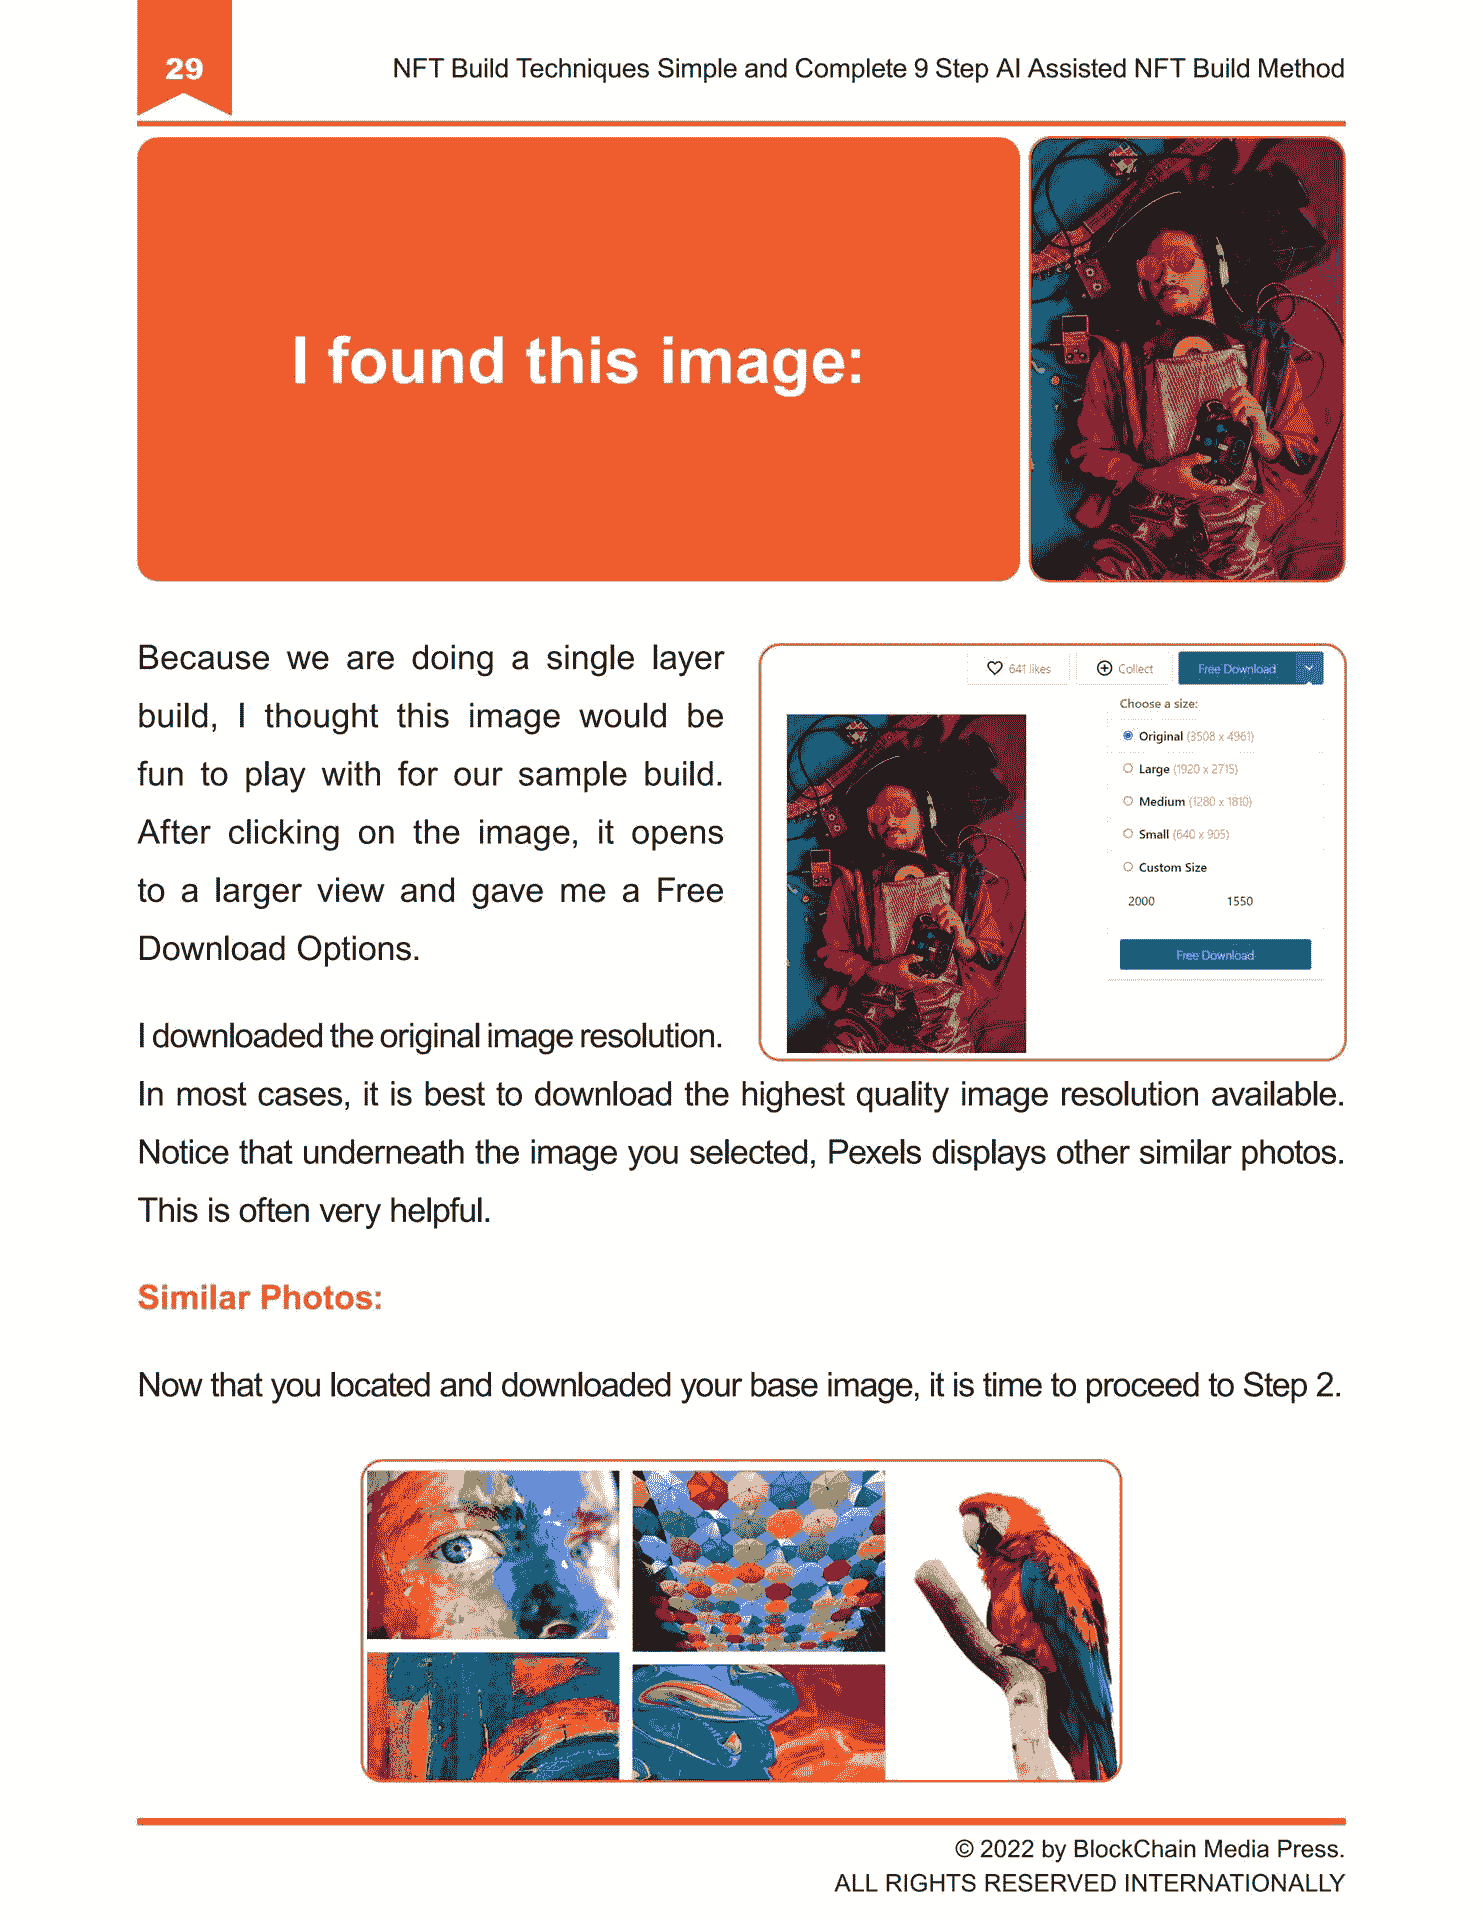 29
NFT Build Techniques Simple and Complete 9 Step AI Assisted NFT Build Method
I found this image:
Because we are doing a single layer
build, I thought this image would be
fun to play with for our sample build.
After clicking on the image, it opens
to a larger view and gave me a Free
Download Options.
641 likes
Collect
Free Download
Choose a size:
Original (3508 x 4961)
Large (1920 x 2715)
Medium (1280 x 1810)
Small (640 x 905)
Custom Size
2000 1550
Free Download
I downloaded the original image resolution.
In most cases, it is best to download the highest quality image resolution available.
Notice that underneath the image you selected, Pexels displays other similar photos.
This is often very helpful.
Similar Photos:
Now that you located and downloaded your base image, it is time to proceed to Step 2.
© 2022 by BlockChain Media Press.
ALL RIGHTS RESERVED INTERNATIONALLY